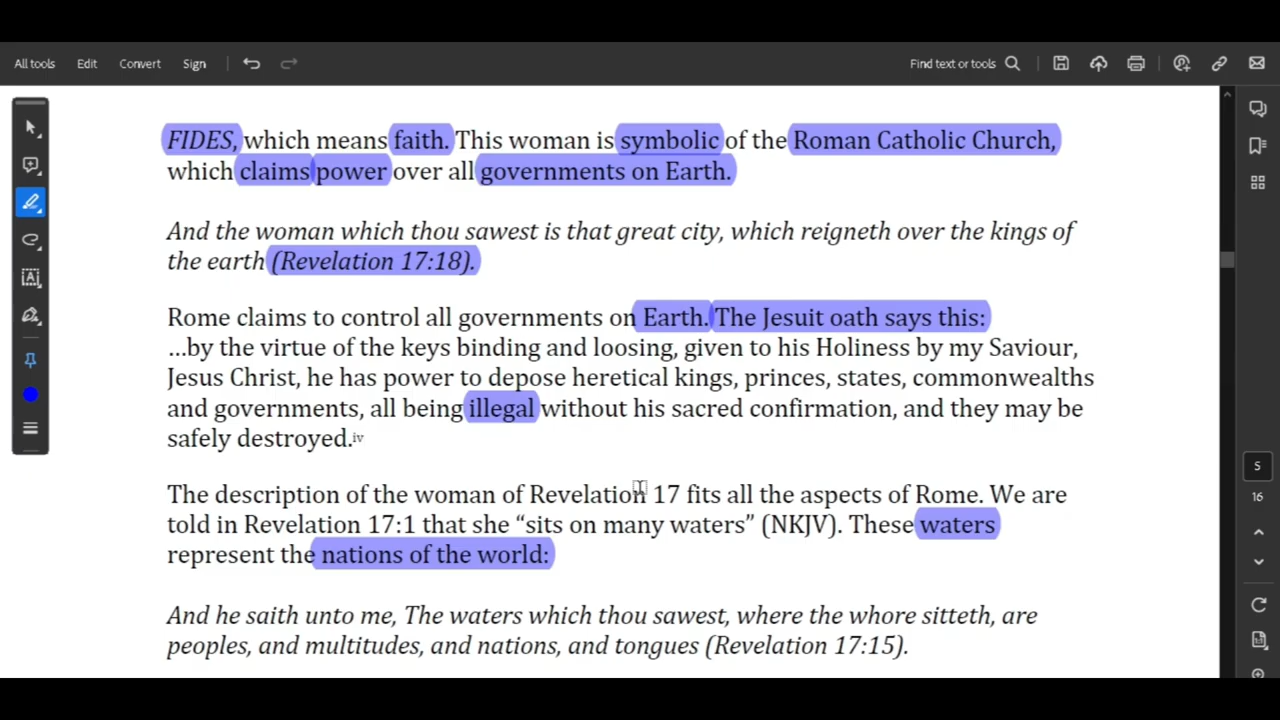 All tools Edit Convert Sign Find text or tools
FIDES, which means faith. This woman is symbolic of the Roman Catholic Church,
which claims power over all governments on Earth.
And the woman which thou sawest is that great city, which reigneth over the kings of
the earth (Revelation 17:18).
Rome claims to control all governments on Earth. The Jesuit oath says this:
…by the virtue of the keys binding and loosing, given to his Holiness by my Saviour,
Jesus Christ, he has power to depose heretical kings, princes, states, commonwealths
and governments, all being illegal without his sacred confirmation, and they may be
safely destroyed.iv
The description of the woman of Revelation 17 fits all the aspects of Rome. We are
told in Revelation 17:1 that she “sits on many waters” (NKJV). These waters
represent the nations of the world:
And he saith unto me, The waters which thou sawest, where the whore sitteth, are
peoples, and multitudes, and nations, and tongues (Revelation 17:15).
5
16